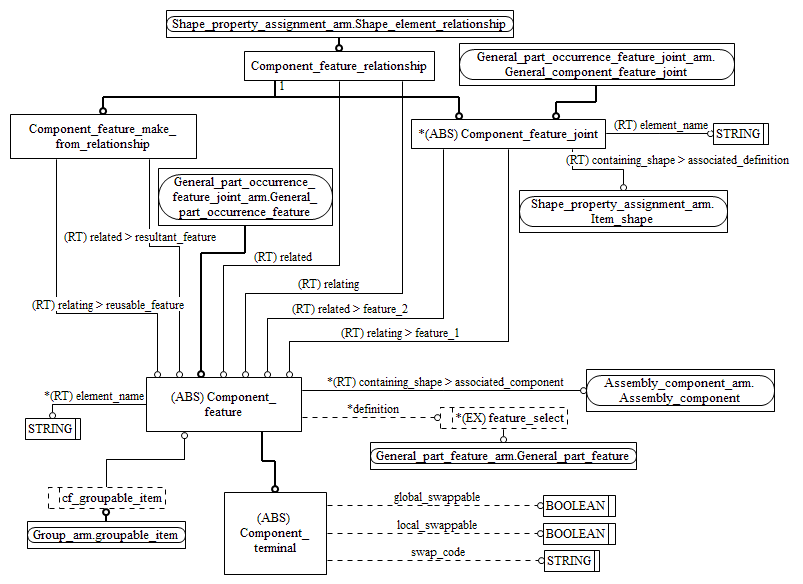 Shape_property_assignment_arm.Shape_element_relationship
Component_feature_relationship
General_part_occurrence_feature_joint_arm.
General_component_feature_joint
1
Component_feature_make_
from_relationship
*(ABS) Component_feature_joint
(RT) element_name
STRING
(RT) containing_shape > associated_definition
General_part_occurrence_
feature_joint_arm.General_
part_occurrence_feature
Shape_property_assignment_arm.
Item_shape
(RT) related > resultant_feature
(RT) related
(RT) relating
(RT) relating > reusable_feature
(RT) related > feature_2
(RT) relating > feature_1
*(RT) element_name
STRING
(ABS) Component_
feature
*(RT) containing_shape > associated_component
Assembly_component_arm.
Assembly_component
*definition
*(EX) feature_select
General_part_feature_arm.General_part_feature
cf_groupable_item
Group_arm.groupable_item
(ABS)
Component_
terminal
global_swappable
BOOLEAN
local_swappable
BOOLEAN
swap_code
STRING